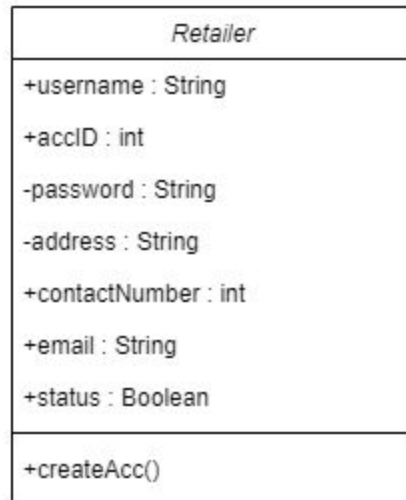 Retailer
+username : String
+accID : int
-password : String
-address : String
+contactNumber : int
+email : String
+status : Boolean
+createAcc()